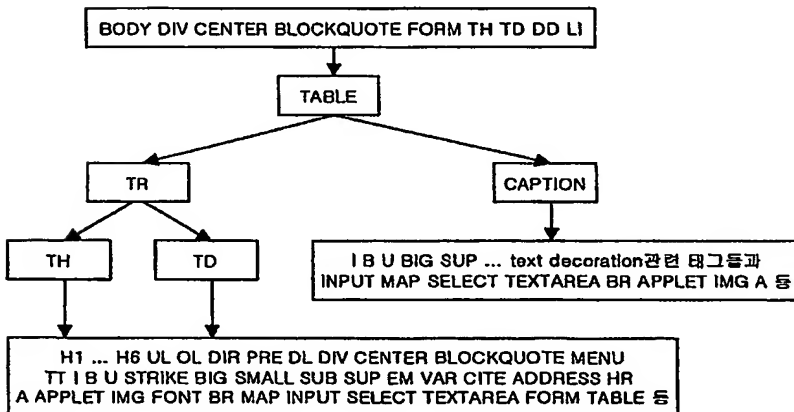 BODY DIV CENTER BLOCKQUOTE FORM TH TD DD LI
TABLE
TR
CAPTION
TH
TD
I B U BIG SUP ... text decoration관련 태그들과
INPUT MAP SELECT TEXTAREA BR APPLET IMG A 등
H1 ... H6 UL OL DIR PRE DL DIV CENTER BLOCKQUOTE MENU
TT I B U STRIKE BIG SMALL SUB SUP EM VAR CITE ADDRESS HR
A APPLET IMG FONT BR MAP INPUT SELECT TEXTAREA FORM TABLE 등